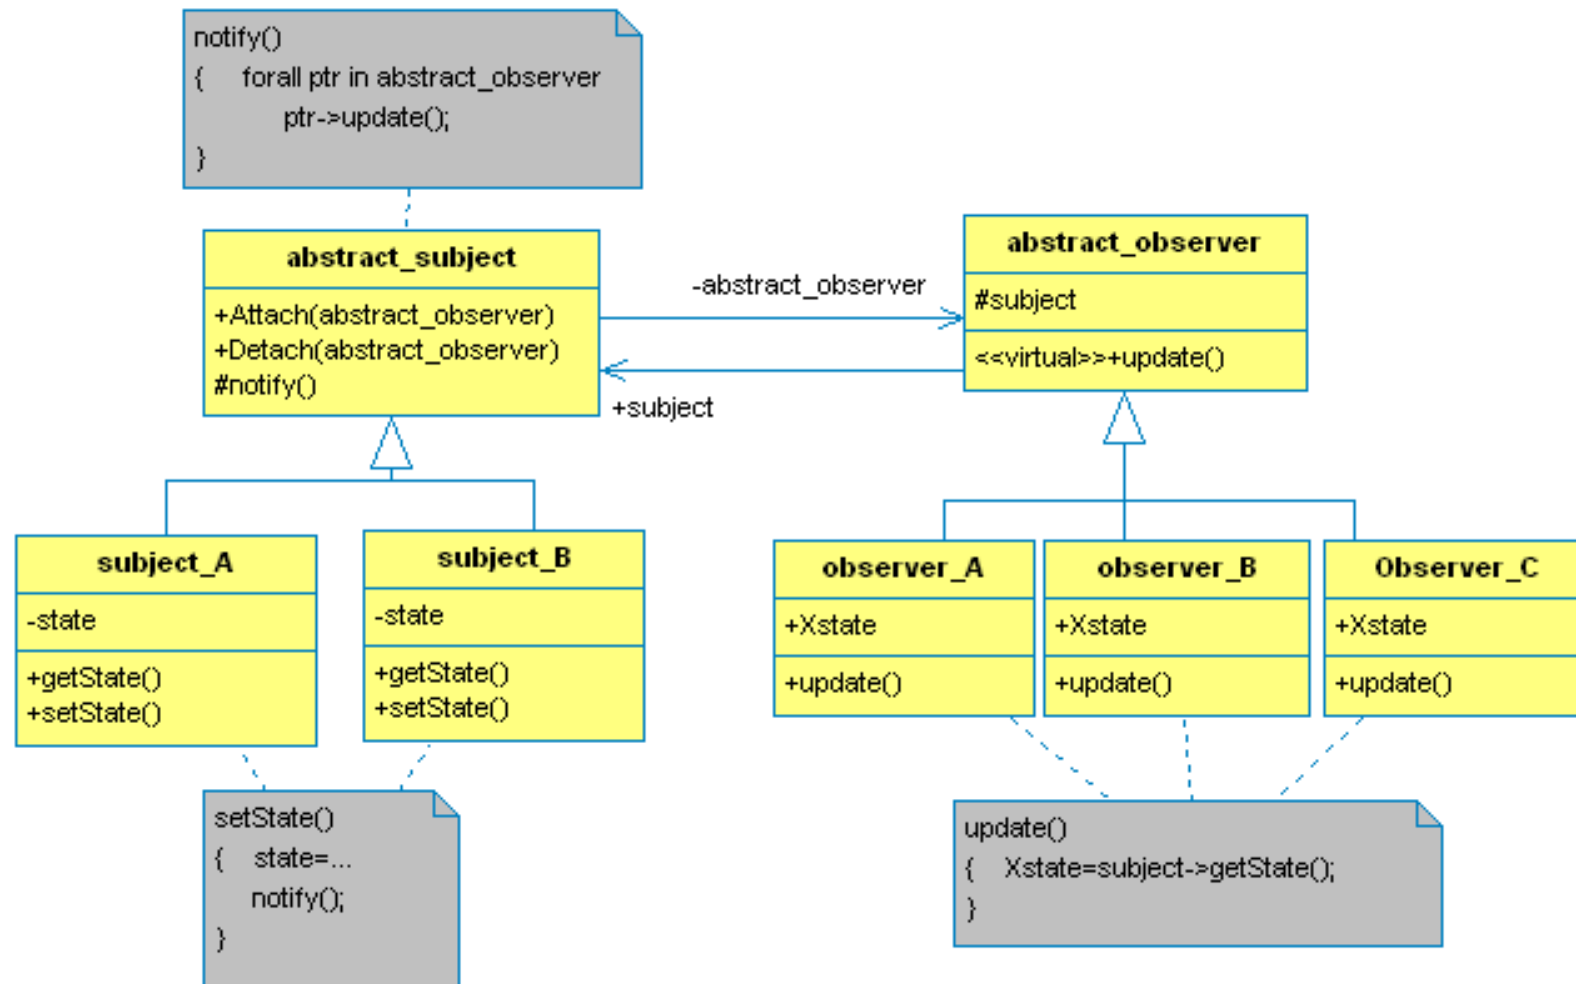 notify()
{ forall ptr in abstract_observer
ptr->update();
}
abstract_subject
+Attach(abstract_observer)
+Detach(abstract_observer)
#notify()
-abstract_observer
+subject
abstract_observer
#subject
<<virtual>>+update()
subject_A
-state
+getState()
+setState()
subject_B
-state
+getState()
+setState()
observer_A
+Xstate
+update()
observer_B
+Xstate
+update()
Observer_C
+Xstate
+update()
setState()
{ state=...
notify();
}
update()
{ Xstate=subject->getState();
}